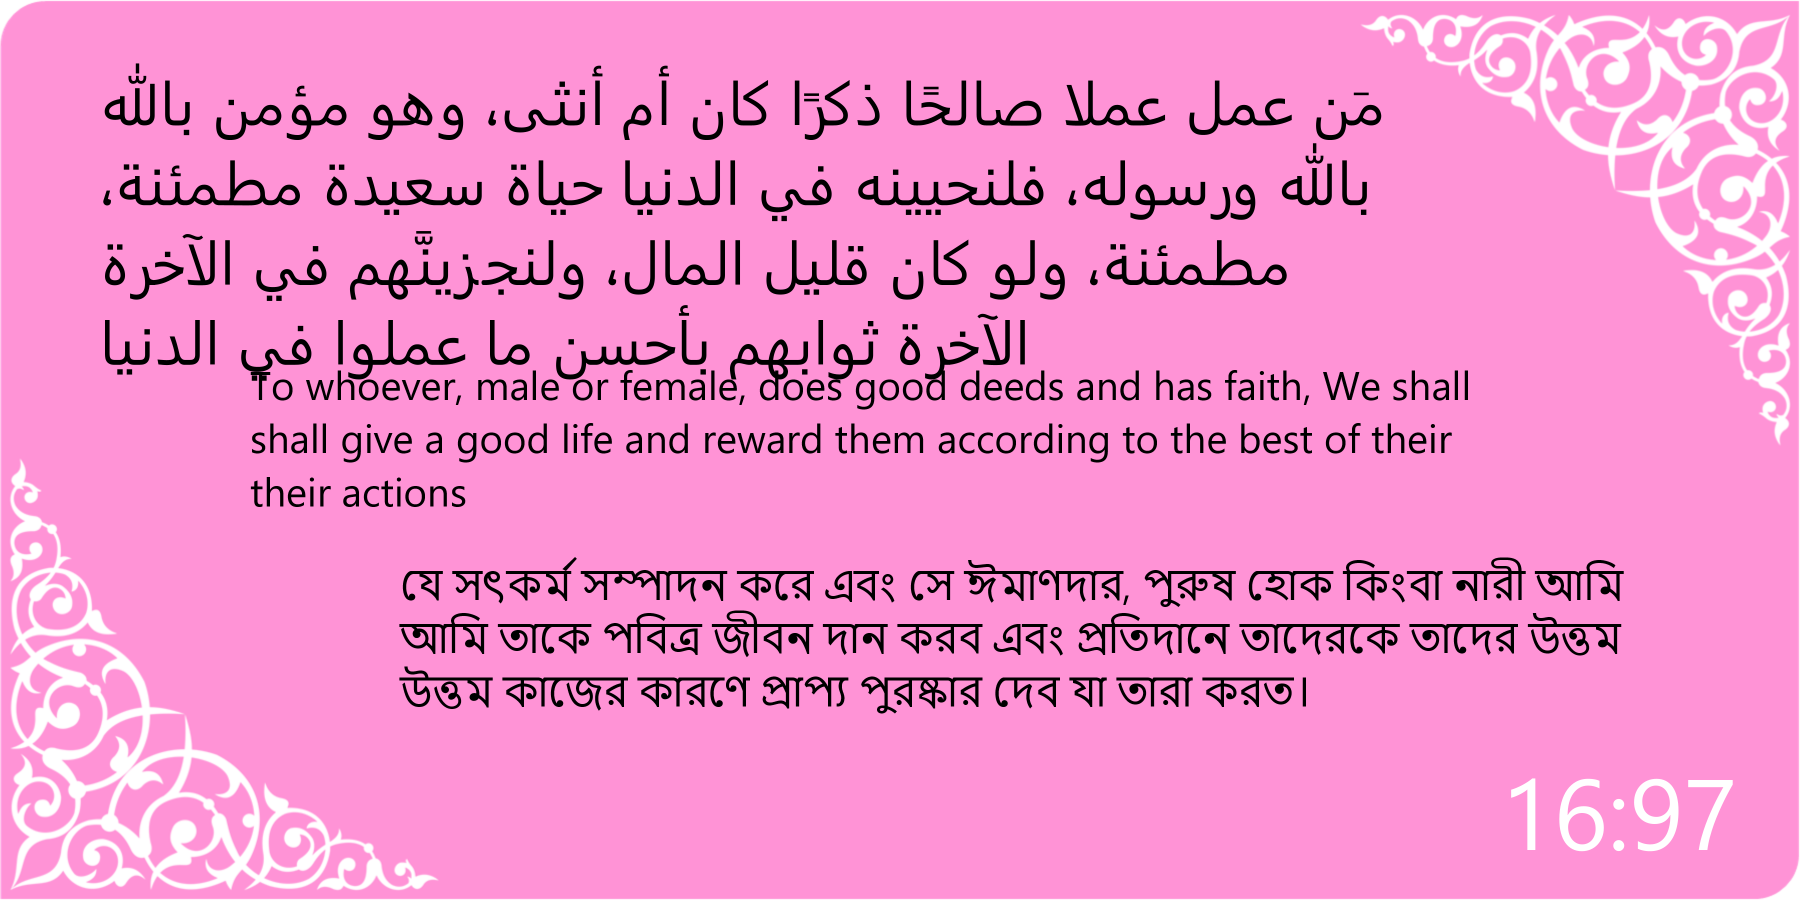 مَن عمل عملا صالحًا ذكرًا كان أم أنثى، وهو مؤمن بالله
بالله ورسوله، فلنحيينه في الدنيا حياة سعيدة مطمئنة،
مطمئنة، ولو كان قليل المال، ولنجزينَّهم في الآخرة
الآخرة ثوابهم بأحسن ما عملوا في الدنيا
To whoever, male or female, does good deeds and has faith, We shall
shall give a good life and reward them according to the best of their
their actions
যে সৎকর্ম সম্পাদন করে এবং সে ঈমাণদার, পুরুষ হোক কিংবা নারী আমি
আমি তাকে পবিত্র জীবন দান করব এবং প্রতিদানে তাদেরকে তাদের উত্তম
উত্তম কাজের কারণে প্রাপ্য পুরষ্কার দেব যা তারা করত।
16:97